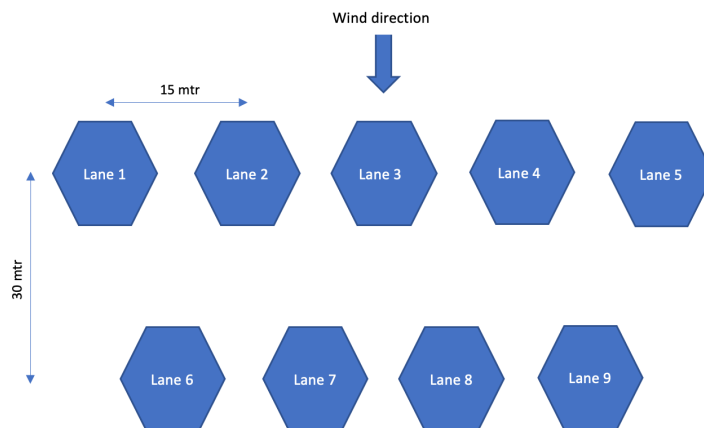 Wind direction
15 mtr
Lane 1
Lane 2
Lane 3
Lane 4
Lane 5
30 mtr
Lane 6
Lane 7
Lane 8
Lane 9